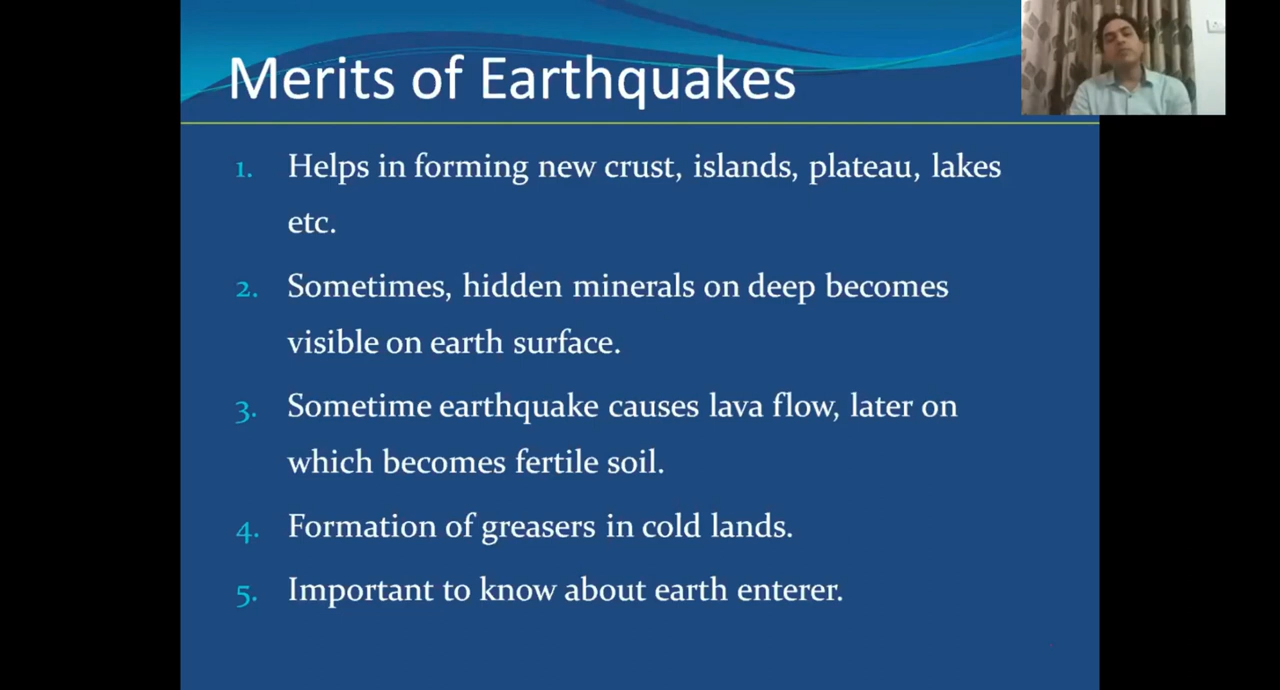 Merits of Earthquakes
1. Helps in forming new crust, islands, plateau, lakes
etc.
2. Sometimes, hidden minerals on deep becomes
visible on earth surface.
3. Sometime earthquake causes lava flow, later on
which becomes fertile soil.
4. Formation of greasers in cold lands.
5. Important to know about earth enterer.